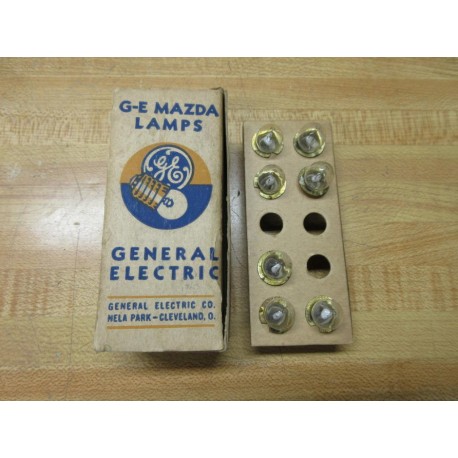 G-E MAZDA
LAMPS
GE
GENERAL
ELECTRIC
GENERAL ELECTRIC CO.
NELA PARK-CLEVELAND, O.